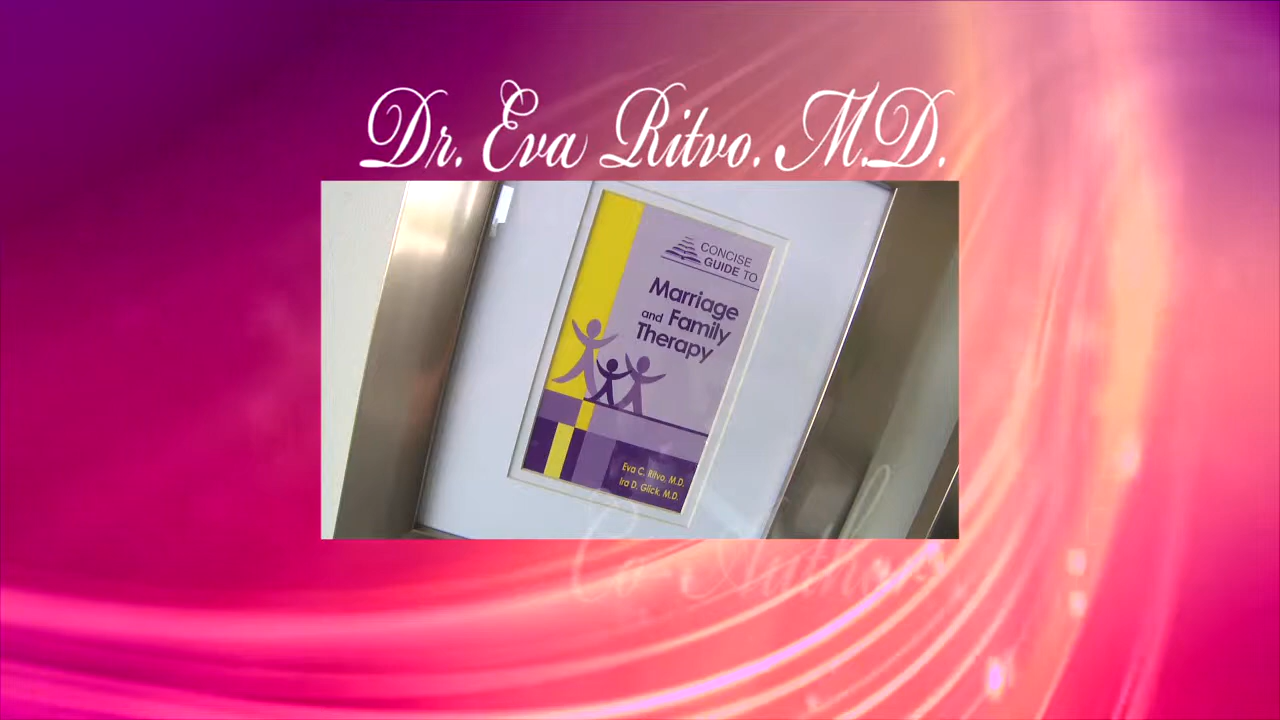 Dr. Eva Ritvo. M.D.
CONCISE
GUIDE TO
Marriage
and Family
Therapy
Eva C. Ritvo, M.D.
Ira D. Glick, M.D.